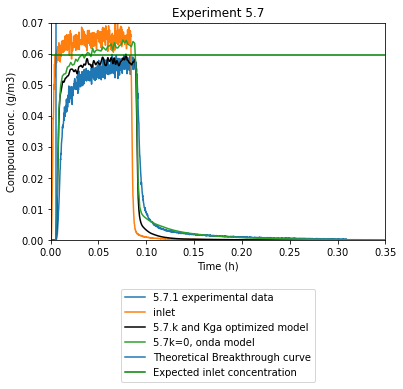 Experiment 5.7
Compound conc. (g/m3)
0.07
0.06
0.05
0.04
0.03
0.02
0.01
0.00
0.00 0.05 0.10 0.15 0.20 0.25 0.30 0.35
Time (h)
5.7.1 experimental data
inlet
5.7.k and Kga optimized model
5.7k=0, onda model
Theoretical Breakthrough curve
Expected inlet concentration